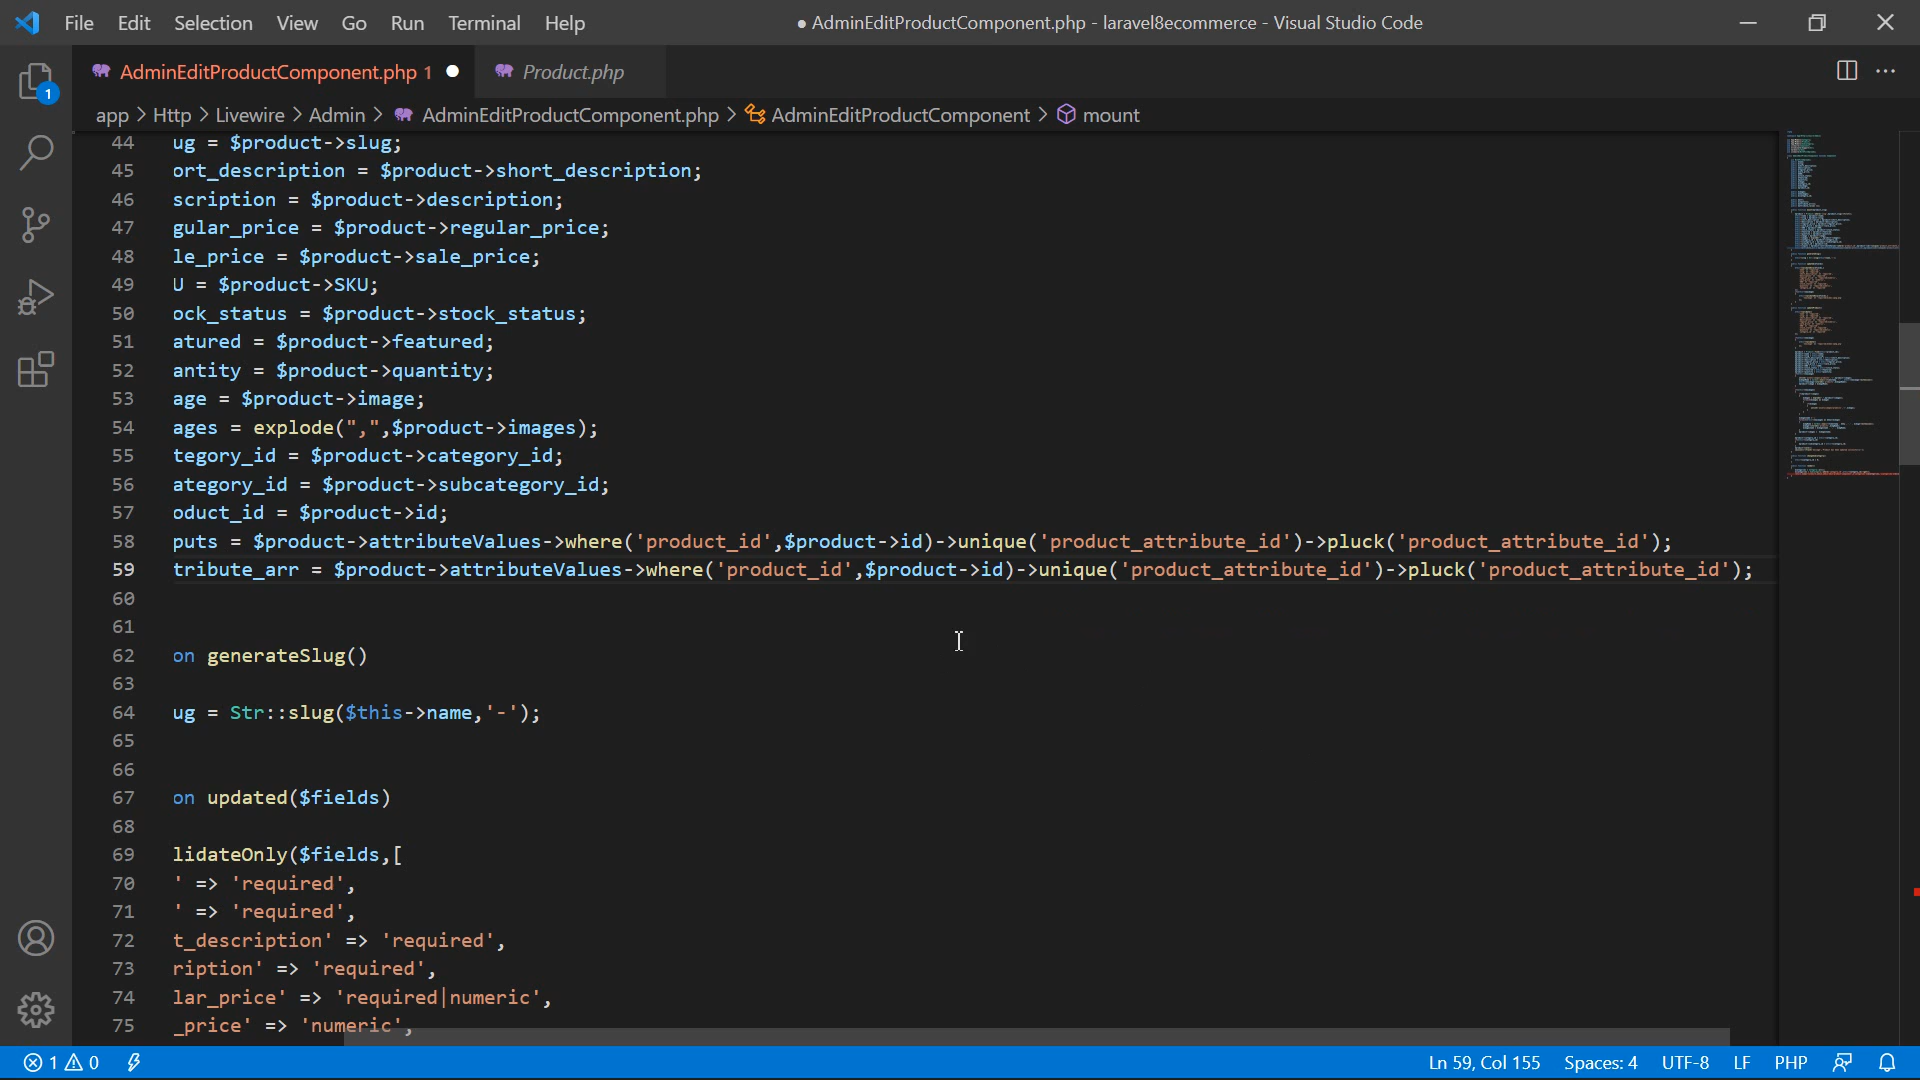 File Edit Selection View Go Run Terminal Help
● AdminEditProductComponent.php - laravel8ecommerce - Visual Studio Code
AdminEditProductComponent.php 1 ● Product.php
app > Http > Livewire > Admin > AdminEditProductComponent.php > AdminEditProductComponent > mount
44 ug = $product->slug;
45 ort_description = $product->short_description;
46 scription = $product->description;
47 gular_price = $product->regular_price;
48 le_price = $product->sale_price;
49 U = $product->SKU;
50 ock_status = $product->stock_status;
51 atured = $product->featured;
52 antity = $product->quantity;
53 age = $product->image;
54 ages = explode(",",$product->images);
55 tegory_id = $product->category_id;
56 ategory_id = $product->subcategory_id;
57 oduct_id = $product->id;
58 puts = $product->attributeValues->where('product_id',$product->id)->unique('product_attribute_id')->pluck('product_attribute_id');
59 tribute_arr = $product->attributeValues->where('product_id',$product->id)->unique('product_attribute_id')->pluck('product_attribute_id');
60
61
62 on generateSlug()
63
64 ug = Str::slug($this->name,'-');
65
66
67 on updated($fields)
68
69 lidateOnly($fields,[
70 ' => 'required',
71 ' => 'required',
72 t_description' => 'required',
73 ription' => 'required',
74 lar_price' => 'required|numeric',
75 _price' => 'numeric',
1
1 0
Ln 59, Col 155 Spaces: 4 UTF-8 LF PHP